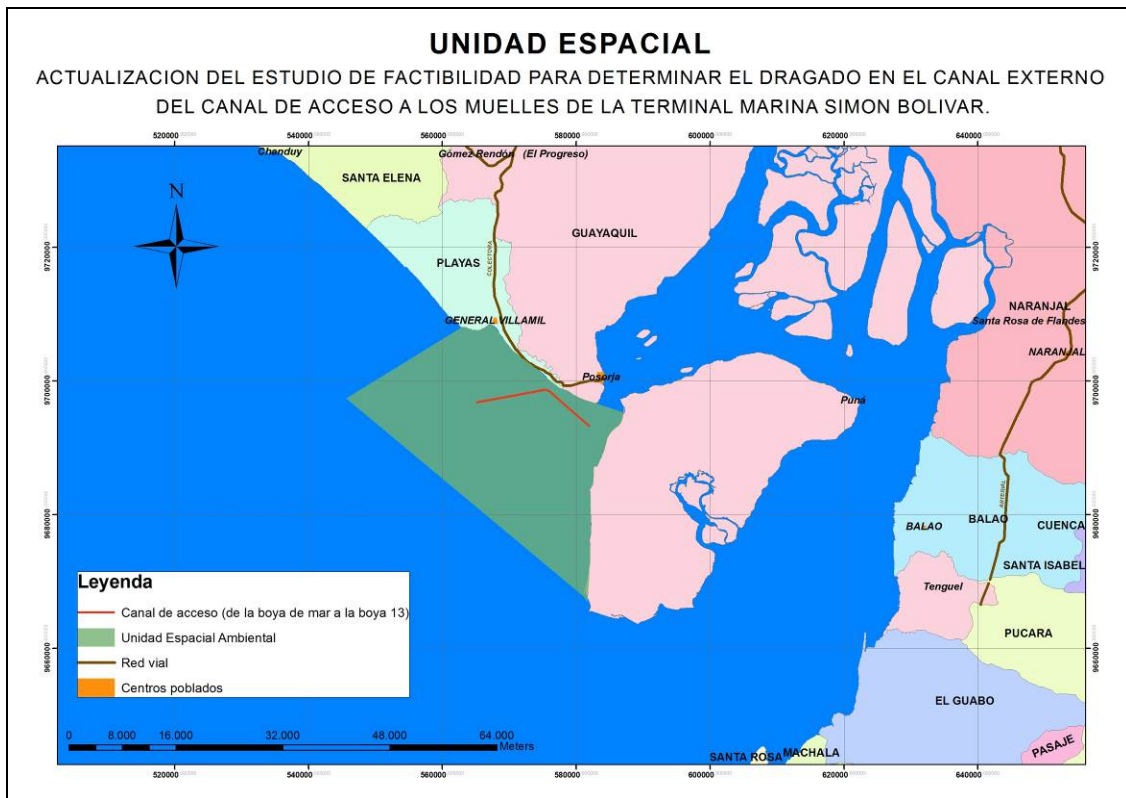 UNIDAD ESPACIAL
ACTUALIZACION DEL ESTUDIO DE FACTIBILIDAD PARA DETERMINAR EL DRAGADO EN EL CANAL EXTERNO
DEL CANAL DE ACCESO A LOS MUELLES DE LA TERMINAL MARINA SIMON BOLIVAR.
520000 540000 560000 580000 600000 620000 640000
Chanduy
Gómez Rendón (El Progreso)
N
SANTA ELENA
GUAYAQUIL
9720000 9720000
PLAYAS
COLECTORA
NARANJAL
GENERAL VILLAMIL
Santa Rosa de Flandes
NARANJAL
9700000 9700000
Posorja
Puná
9680000 9680000
BALAO
BALAO
CUENCA
SANTA ISABEL
Tenguel
PUCARA
Leyenda
Canal de acceso (de la boya de mar a la boya 13)
Unidad Espacial Ambiental
Red vial
Centros poblados
9660000 9660000
EL GUABO
0 8.000 16.000 32.000 48.000 64.000
Meters
SANTA ROSA
MACHALA
PASAJE
520000 540000 560000 580000 600000 620000 640000